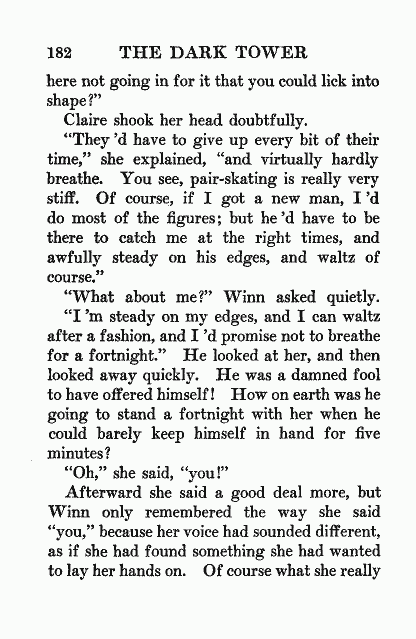 182 THE DARK TOWER
here not going in for it that you could lick into
shape?"
Claire shook her head doubtfully.
"They 'd have to give up every bit of their
time," she explained, "and virtually hardly
breathe. You see, pair-skating is really very
stiff. Of course, if I got a new man, I 'd
do most of the figures; but he 'd have to be
there to catch me at the right times, and
awfully steady on his edges, and waltz of
course."
"What about me?" Winn asked quietly.
"I 'm steady on my edges, and I can waltz
after a fashion, and I 'd promise not to breathe
for a fortnight." He looked at her, and then
looked away quickly. He was a damned fool
to have offered himself! How on earth was he
going to stand a fortnight with her when he
could barely keep himself in hand for five
minutes?
"Oh," she said, "you!"
Afterward she said a good deal more, but
Winn only remembered the way she said
"you," because her voice had sounded different,
as if she had found something she had wanted
to lay her hands on. Of course what she really